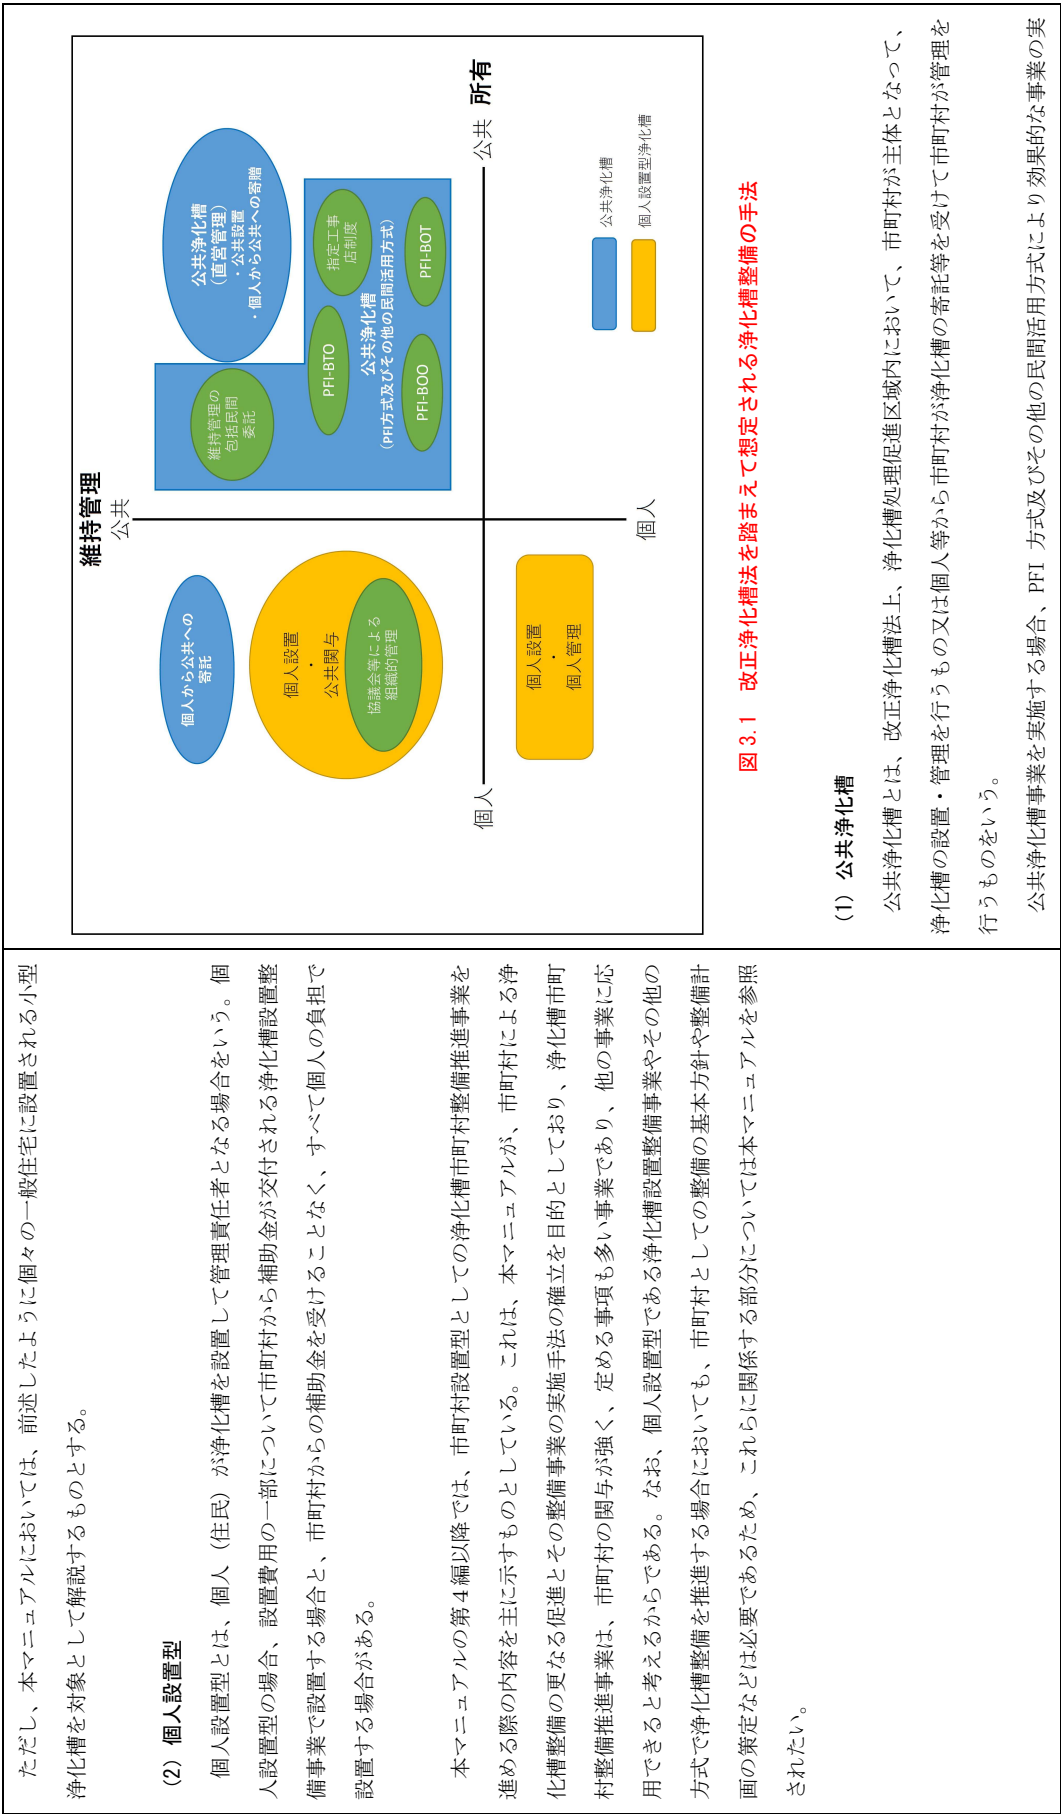 ただし、本マニュアルにおいては、前述したように個々の一般住宅に設置される小型
浄化槽を対象として解説するものとする。
(2) 個人設置型
個人設置型とは、個人（住民）が浄化槽を設置して管理責任者となる場合をいう。個
人設置型の場合、設置費用の一部について市町村から補助金が交付される浄化槽設置整
備事業で設置する場合と、市町村からの補助金を受けることなく、すべて個人の負担で
設置する場合がある。
本マニュアルの第４編以降では、市町村設置型としての浄化槽市町村整備推進事業を
進める際の内容を主に示すものとしている。これは、本マニュアルが、市町村による浄
化槽整備の更なる促進とその整備事業の実施手法の確立を目的としており、浄化槽市町
村整備推進事業は、市町村の関与が強く、定める事項も多い事業であり、他の事業に応
用できると考えるからである。なお、個人設置型である浄化槽設置整備事業やその他の
方式で浄化槽整備を推進する場合においても、市町村としての整備の基本方針や整備計
画の策定などは必要であるため、これらに関係する部分については本マニュアルを参照
されたい。
維持管理
公共
個人から公共への
寄託
個人設置
・
公共関与
協議会等による
組織的管理
個人設置
・
個人管理
個人
個人
公共
所有
公共浄化槽
（直営管理）
・公共設置
・個人から公共への寄贈
維持管理の
包括民間
委託
PFI-BTO
指定工事
店制度
公共浄化槽
（PFI方式及びその他の民間活用方式）
PFI-BOO
PFI-BOT
公共浄化槽
個人設置型浄化槽
図 3.1　改正浄化槽法を踏まえて想定される浄化槽整備の手法
(1) 公共浄化槽
公共浄化槽とは、改正浄化槽法上、浄化槽処理促進区域内において、市町村が主体となって、
浄化槽の設置・管理を行うもの又は個人等から市町村が浄化槽の寄託等を受けて市町村が管理を
行うものをいう。
公共浄化槽事業を実施する場合、PFI 方式及びその他の民間活用方式により効果的な事業の実